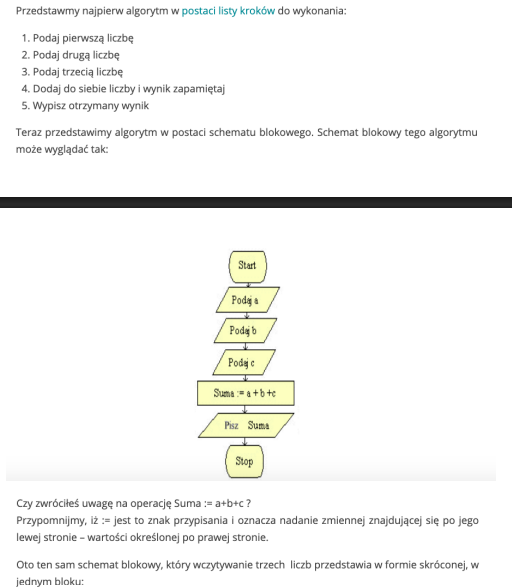 Przedstawmy najpierw algorytm w postaci listy kroków do wykonania:
1. Podaj pierwszą liczbę
2. Podaj drugą liczbę
3. Podaj trzecią liczbę
4. Dodaj do siebie liczby i wynik zapamiętaj
5. Wypisz otrzymany wynik
Teraz przedstawimy algorytm w postaci schematu blokowego. Schemat blokowy tego algorytmu
może wyglądać tak:
Start
Podaj a
Podaj b
Podaj c
Suma := a + b +c
Pisz Suma
Stop
Czy zwróciłeś uwagę na operację Suma := a+b+c ?
Przypomnijmy, iż := jest to znak przypisania i oznacza nadanie zmiennej znajdującej się po jego
lewej stronie – wartości określonej po prawej stronie.
Oto ten sam schemat blokowy, który wczytywanie trzech liczb przedstawia w formie skróconej, w
jednym bloku: